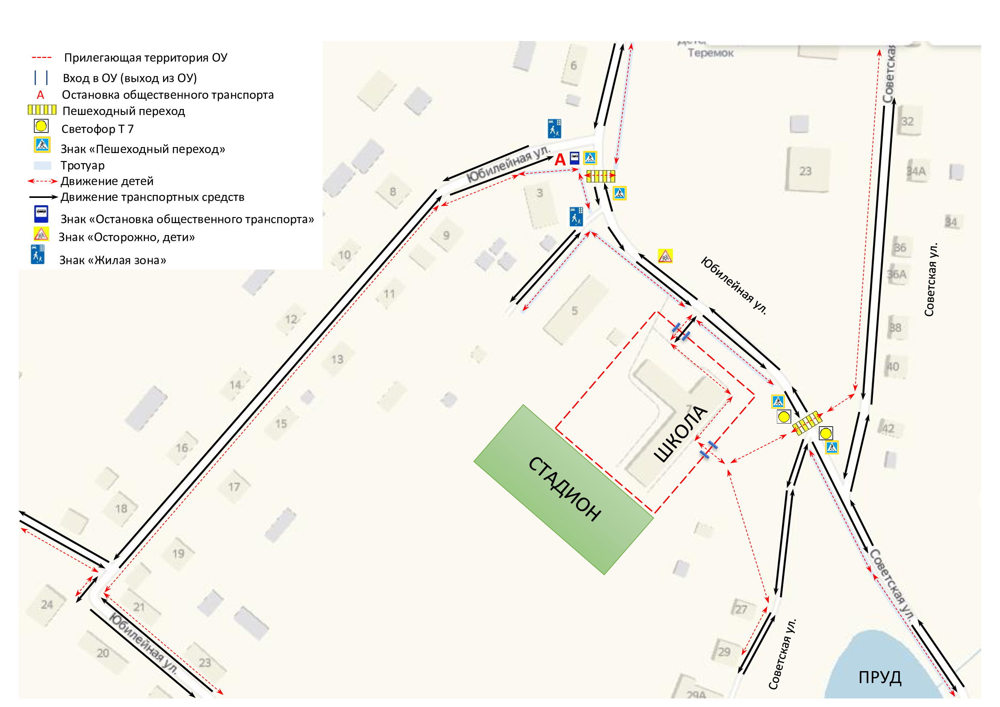 Прилегающая территория ОУ
Вход в ОУ (выход из ОУ)
А
Остановка общественного транспорта
Пешеходный переход
Светофор Т 7
Знак «Пешеходный переход»
Тротуар
Движение детей
Движение транспортных средств
Знак «Остановка общественного транспорта»
Знак «Осторожно, дети»
Знак «Жилая зона»
Теремок
6
Советская
32
Юбилейная ул.
А
23
34А
8
3
34
9
10
36
Юбилейная ул.
36А
Советская ул.
11
5
12
38
13
40
14
7
ШКОЛА
15
42
16
СТАДИОН
17
18
19
Советская ул.
24
21
27
Юбилейная ул.
20
23
29
Советская ул.
ПРУД
29А